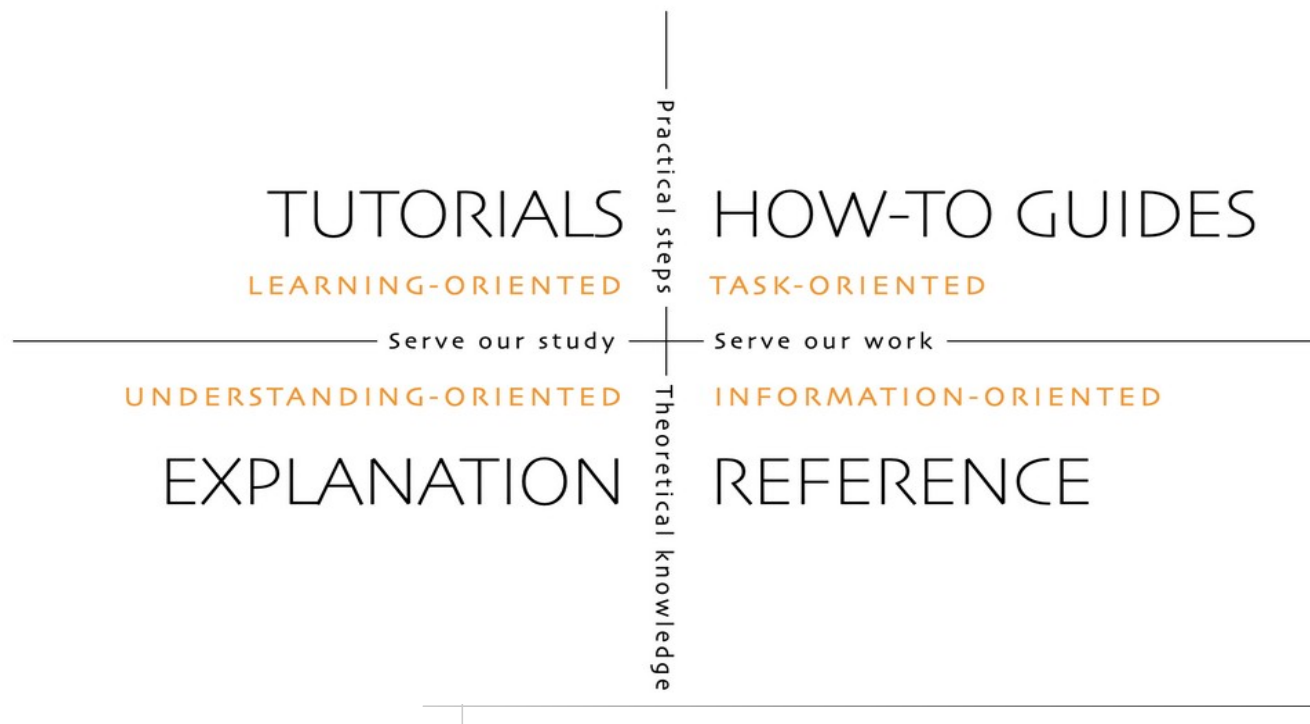 Practical steps
TUTORIALS
HOW-TO GUIDES
LEARNING-ORIENTED
TASK-ORIENTED
Serve our study
Serve our work
UNDERSTANDING-ORIENTED
INFORMATION-ORIENTED
Theoretical knowledge
EXPLANATION
REFERENCE